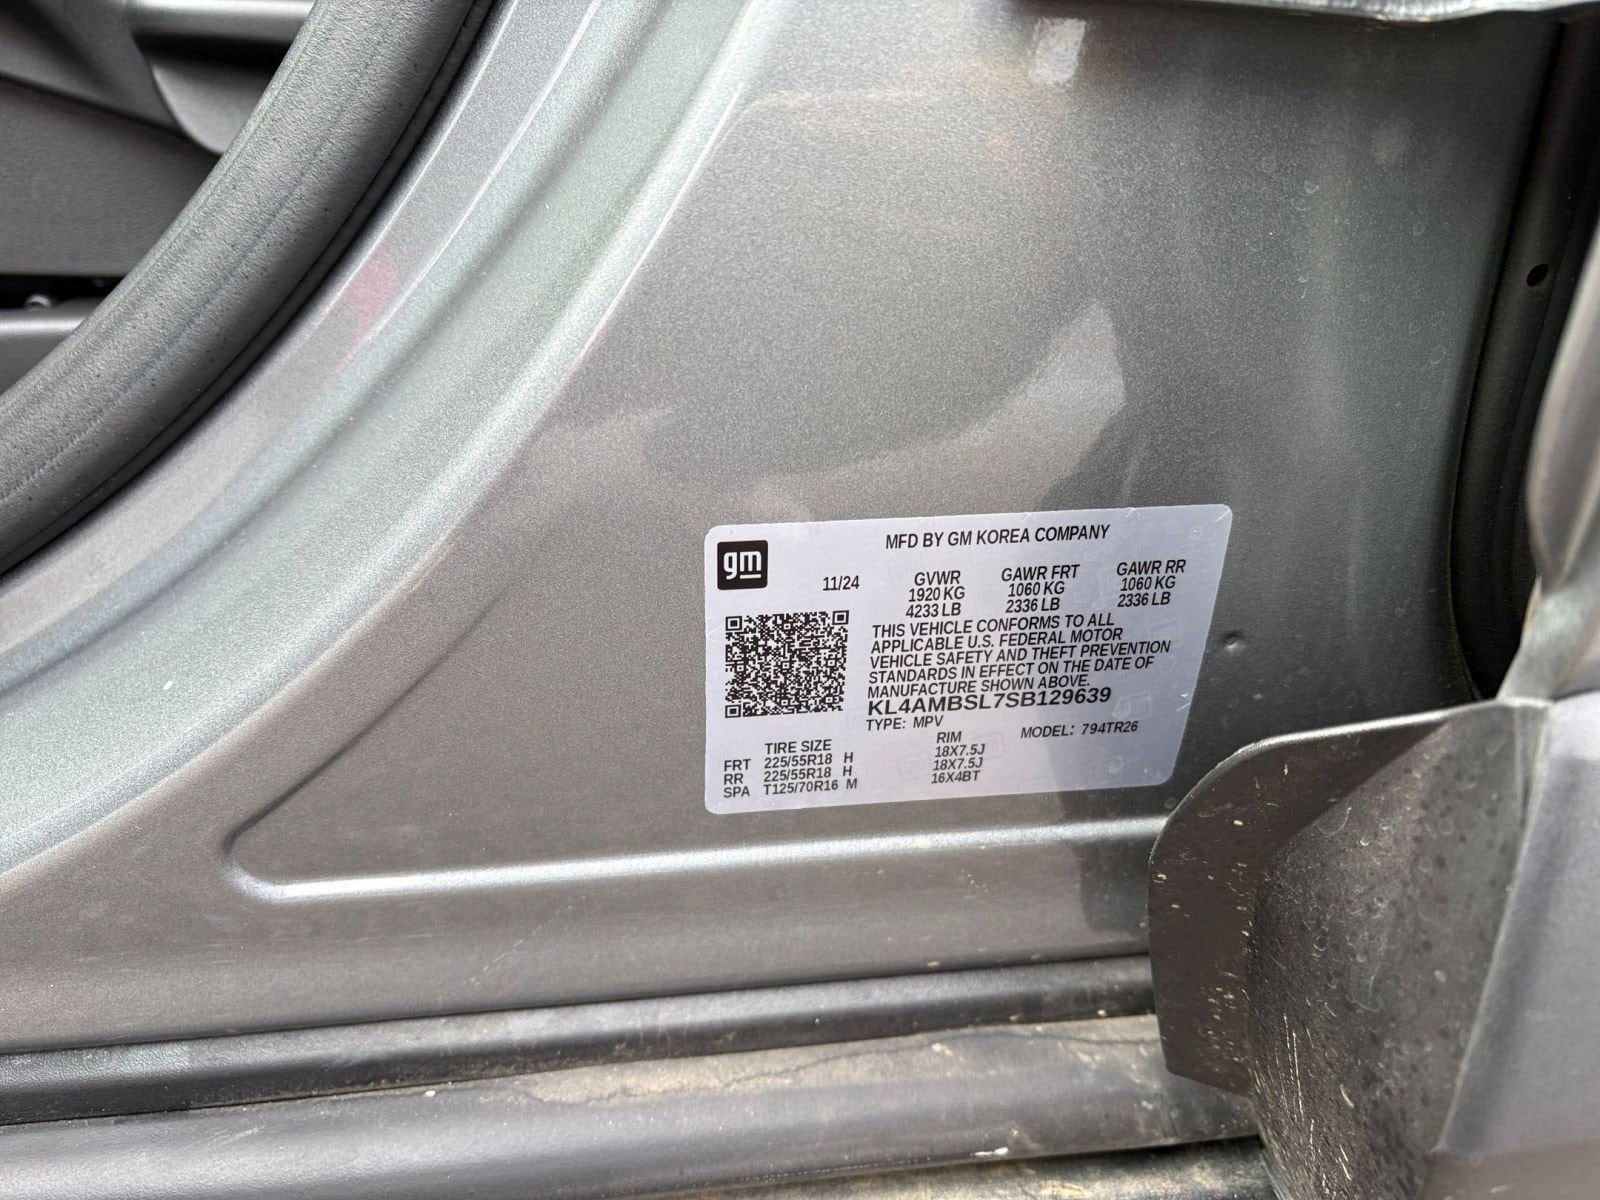 gm
MFD BY GM KOREA COMPANY
11/24
GVWR GAWR FRT GAWR RR
1920 KG 1060 KG 1060 KG
4233 LB 2336 LB 2336 LB
THIS VEHICLE CONFORMS TO ALL
APPLICABLE U.S. FEDERAL MOTOR
VEHICLE SAFETY AND THEFT PREVENTION
STANDARDS IN EFFECT ON THE DATE OF
MANUFACTURE SHOWN ABOVE.
KL4AMBSL7SB129639
TYPE: MPV MODEL: 794TR26
TIRE SIZE RIM
FRT 225/55R18 H 18X7.5J
RR 225/55R18 H 18X7.5J
SPA T125/70R16 M 16X4BT